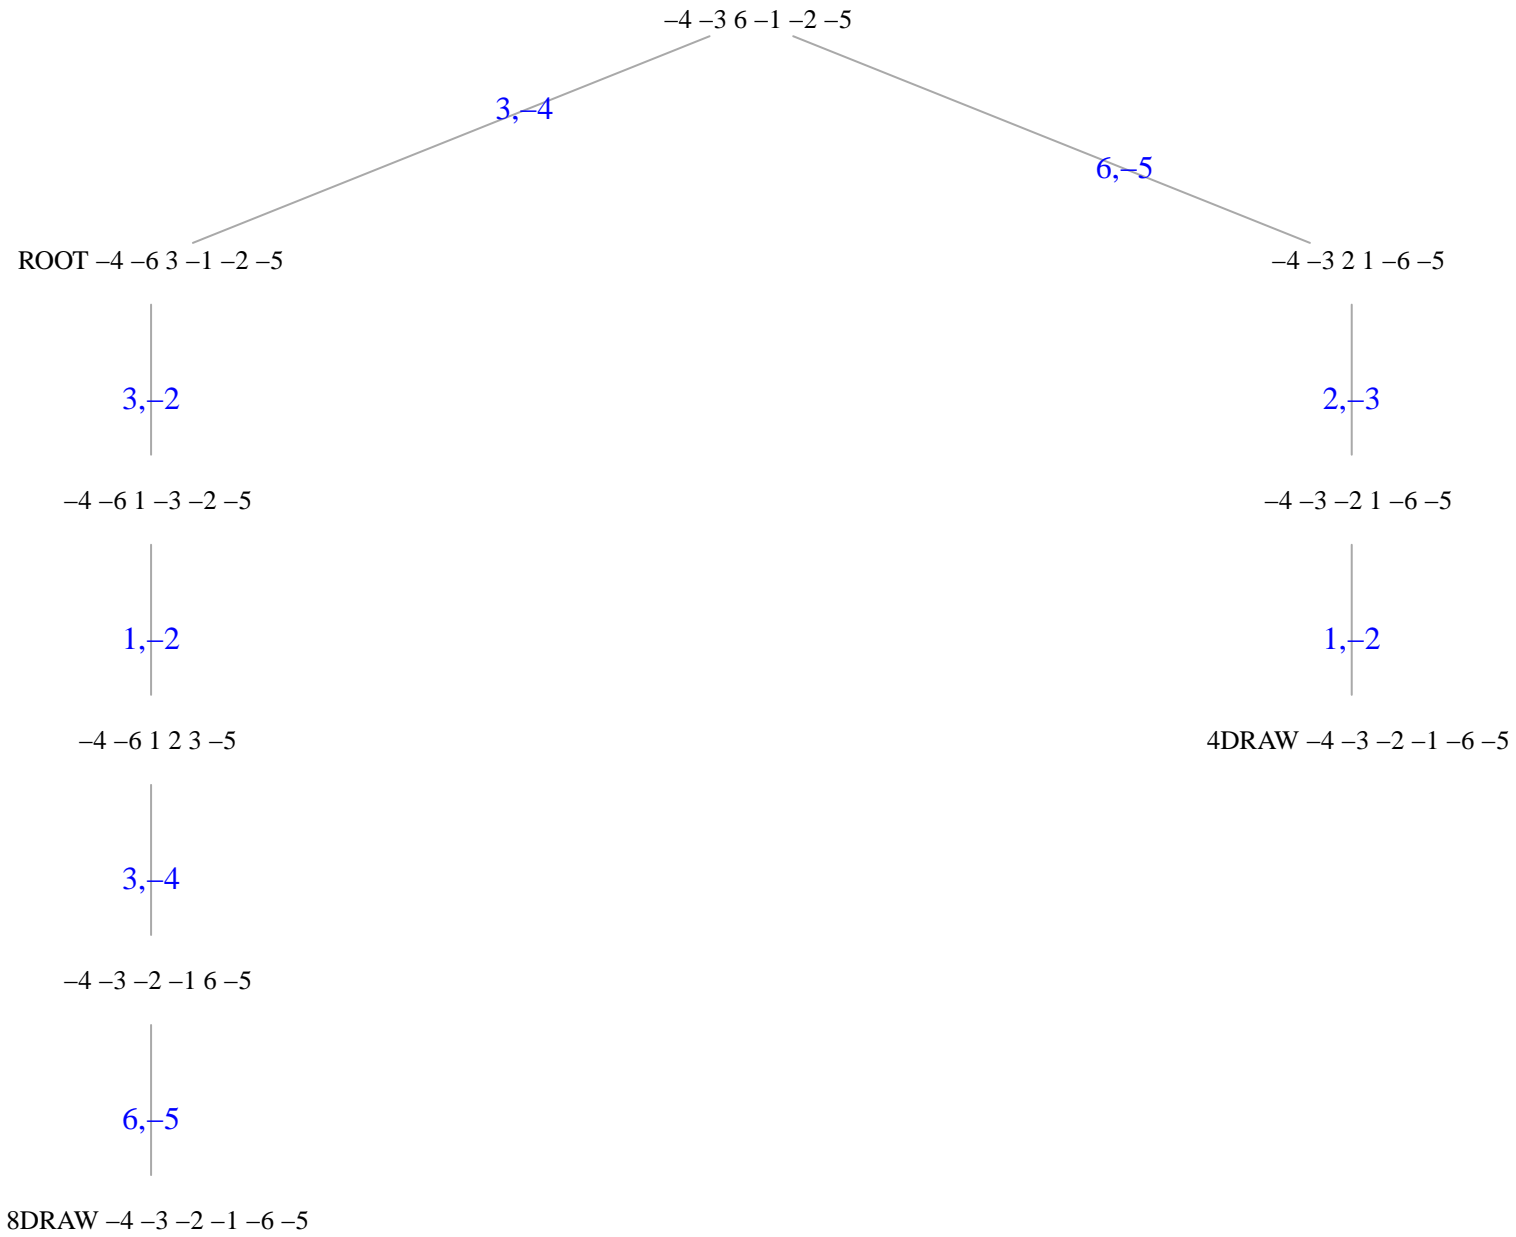 –4 –3 6 –1 –2 –5
3,–4
6,–5
ROOT –4 –6 3 –1 –2 –5
–4 –3 2 1 –6 –5
3,–2
2,–3
–4 –6 1 –3 –2 –5
–4 –3 –2 1 –6 –5
1,–2
1,–2
–4 –6 1 2 3 –5
4DRAW –4 –3 –2 –1 –6 –5
3,–4
–4 –3 –2 –1 6 –5
6,–5
8DRAW –4 –3 –2 –1 –6 –5